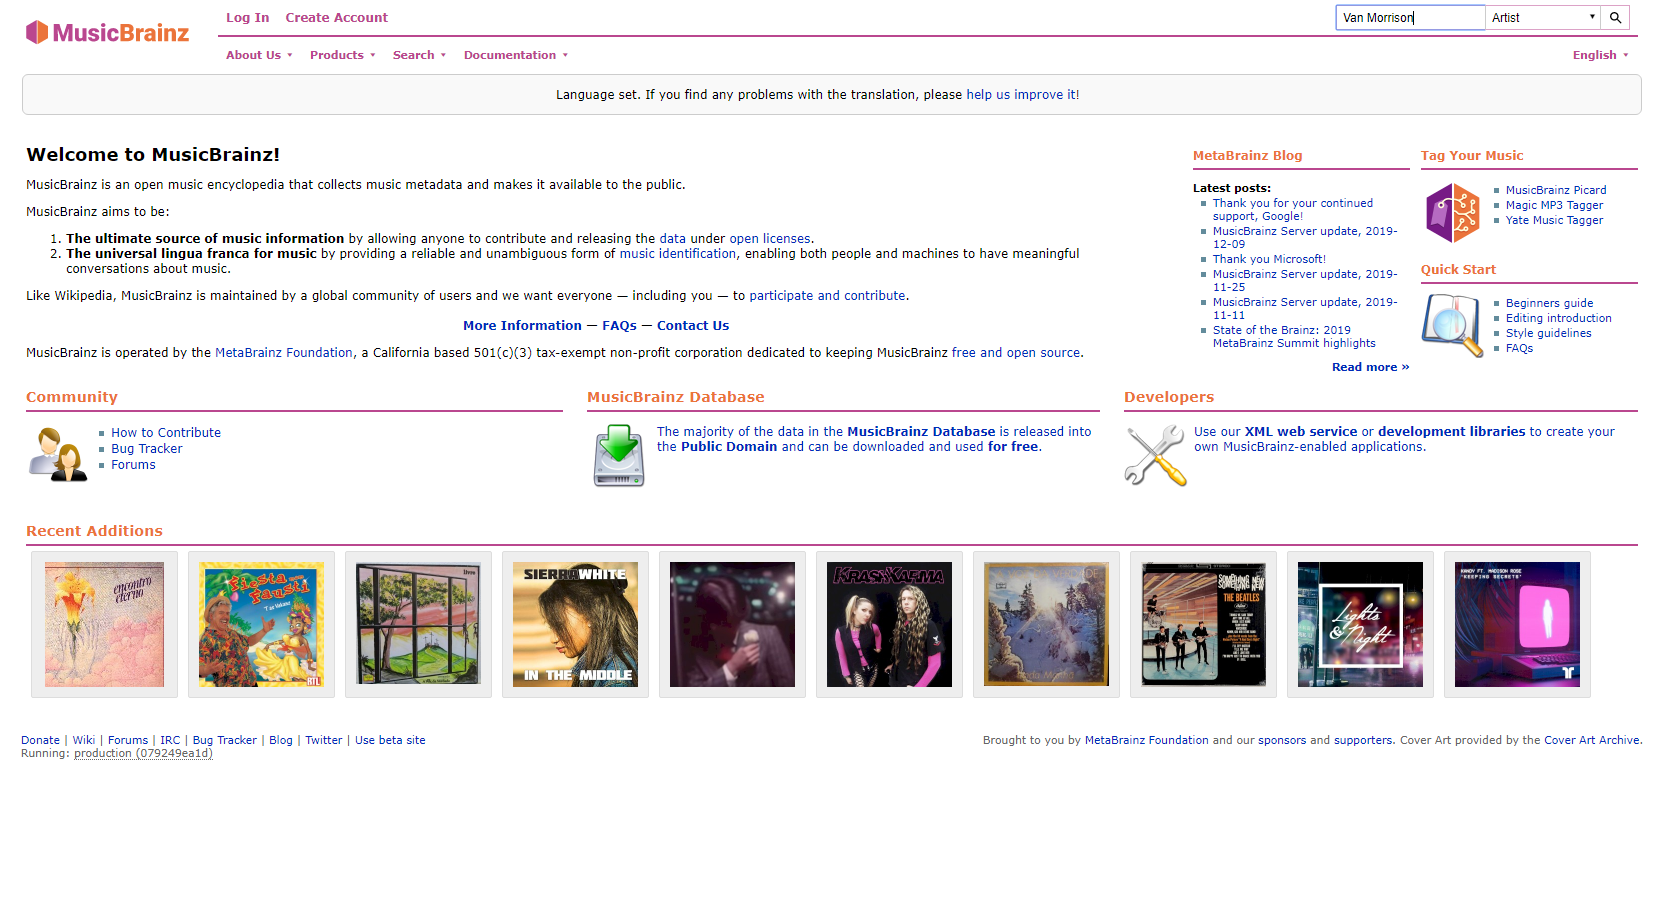 MusicBrainz
Log In Create Account
Van Morrison Artist
About Us Products Search Documentation English
Language set. If you find any problems with the translation, please help us improve it!
Welcome to MusicBrainz!
MusicBrainz is an open music encyclopedia that collects music metadata and makes it available to the public.
MusicBrainz aims to be:
1. The ultimate source of music information by allowing anyone to contribute and releasing the data under open licenses.
2. The universal lingua franca for music by providing a reliable and unambiguous form of music identification, enabling both people and machines to have meaningful
conversations about music.
Like Wikipedia, MusicBrainz is maintained by a global community of users and we want everyone — including you — to participate and contribute.
More Information — FAQs — Contact Us
MusicBrainz is operated by the MetaBrainz Foundation, a California based 501(c)(3) tax-exempt non-profit corporation dedicated to keeping MusicBrainz free and open source.
MetaBrainz Blog
Latest posts:
Thank you for your continued
support, Google!
MusicBrainz Server update, 2019-
12-09
Thank you Microsoft!
MusicBrainz Server update, 2019-
11-25
MusicBrainz Server update, 2019-
11-11
State of the Brainz: 2019
MetaBrainz Summit highlights
Read more »
Tag Your Music
MusicBrainz Picard
Magic MP3 Tagger
Yate Music Tagger
Quick Start
Beginners guide
Editing introduction
Style guidelines
FAQs
Community
How to Contribute
Bug Tracker
Forums
MusicBrainz Database
The majority of the data in the MusicBrainz Database is released into
the Public Domain and can be downloaded and used for free.
Developers
Use our XML web service or development libraries to create your
own MusicBrainz-enabled applications.
Recent Additions
encontro
eterno
Fiesta
Fausti
RTL
livres
SIERRA WHITE
IN THE MIDDLE
KRASH KARMA
SOMETHING NEW
THE BEATLES
Lights
& Night
KANDY FT. MADISON ROSE
"KEEPING SECRETS"
Donate | Wiki | Forums | IRC | Bug Tracker | Blog | Twitter | Use beta site
Running: production (079249ea1d)
Brought to you by MetaBrainz Foundation and our sponsors and supporters. Cover Art provided by the Cover Art Archive.